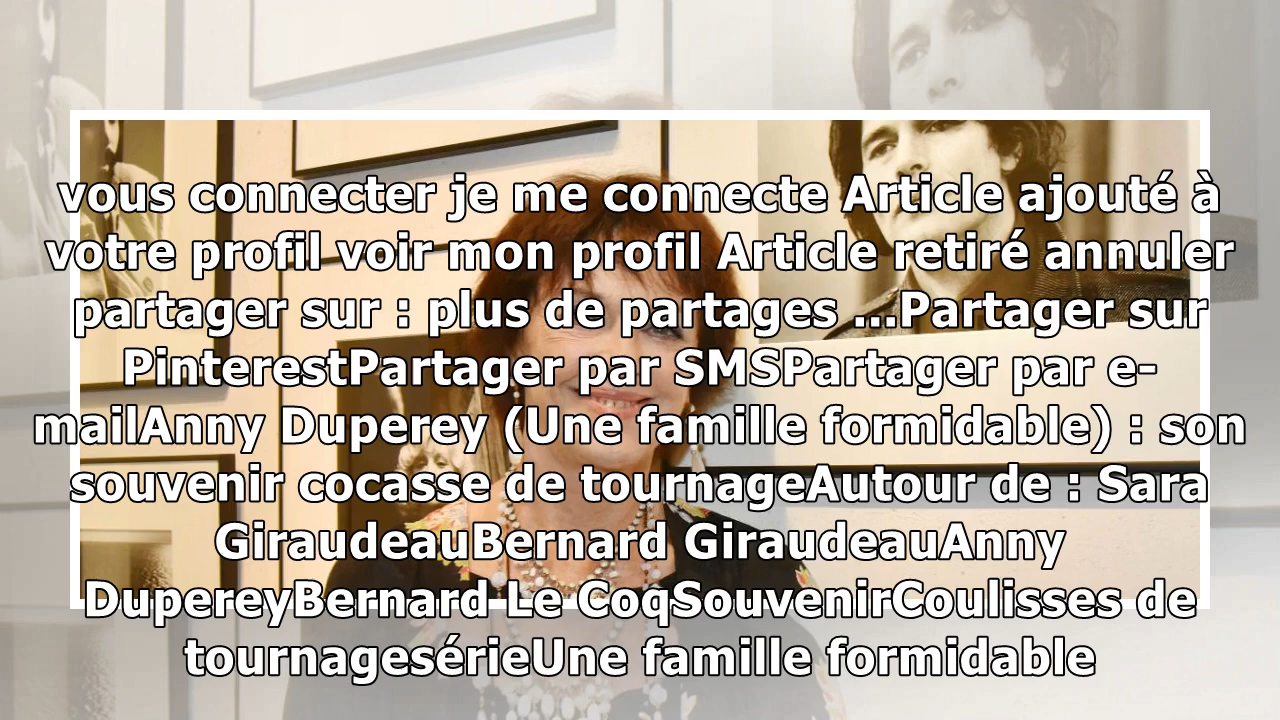 vous connecter je me connecte Article ajouté à
votre profil voir mon profil Article retiré annuler
partager sur : plus de partages ...Partager sur
PinterestPartager par SMSPartager par e-
mailAnny Duperey (Une famille formidable) : son
souvenir cocasse de tournageAutour de : Sara
GiraudeauBernard GiraudeauAnny
DupereyBernard Le CoqSouvenirCoulisses de
tournagesérieUne famille formidable